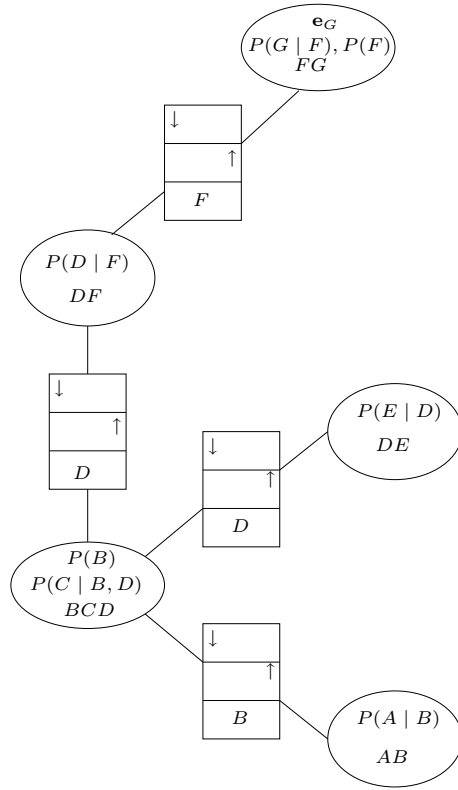 e_G
P(G | F), P(F)
FG
↓
↑
F
P(D | F)
DF
↓
↑
D
P(E | D)
DE
↓
↑
D
P(B)
P(C | B, D)
BCD
↓
↑
B
P(A | B)
AB